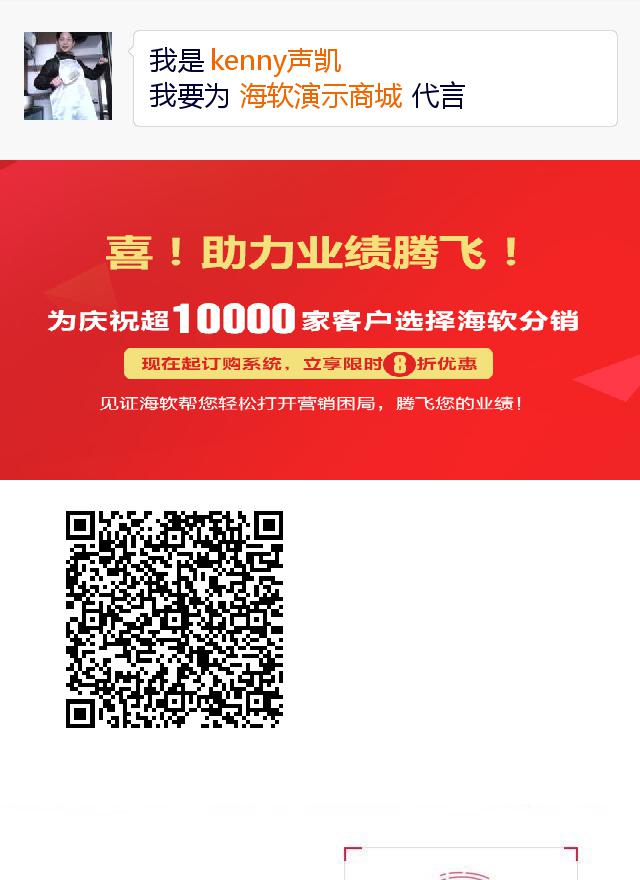 我是 kenny声凯
我要为 海软演示商城 代言
喜！助力业绩腾飞！
为庆祝超10000家客户选择海软分销
现在起订购系统，立享限时8折优惠
见证海软帮您轻松打开营销困局，腾飞您的业绩！